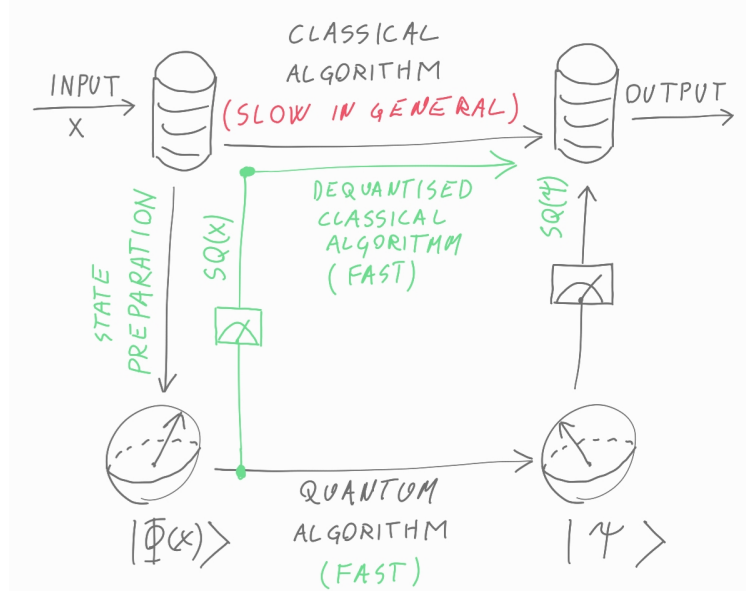 CLASSICAL
ALGORITHM
(SLOW IN GENERAL)
INPUT
X
OUTPUT
DEQUANTISED
CLASSICAL
ALGORITHM
(FAST)
SQ(x)
SQ(Ψ)
STATE
PREPARATION
QUANTUM
ALGORITHM
(FAST)
|Φ(x)>
|Ψ>